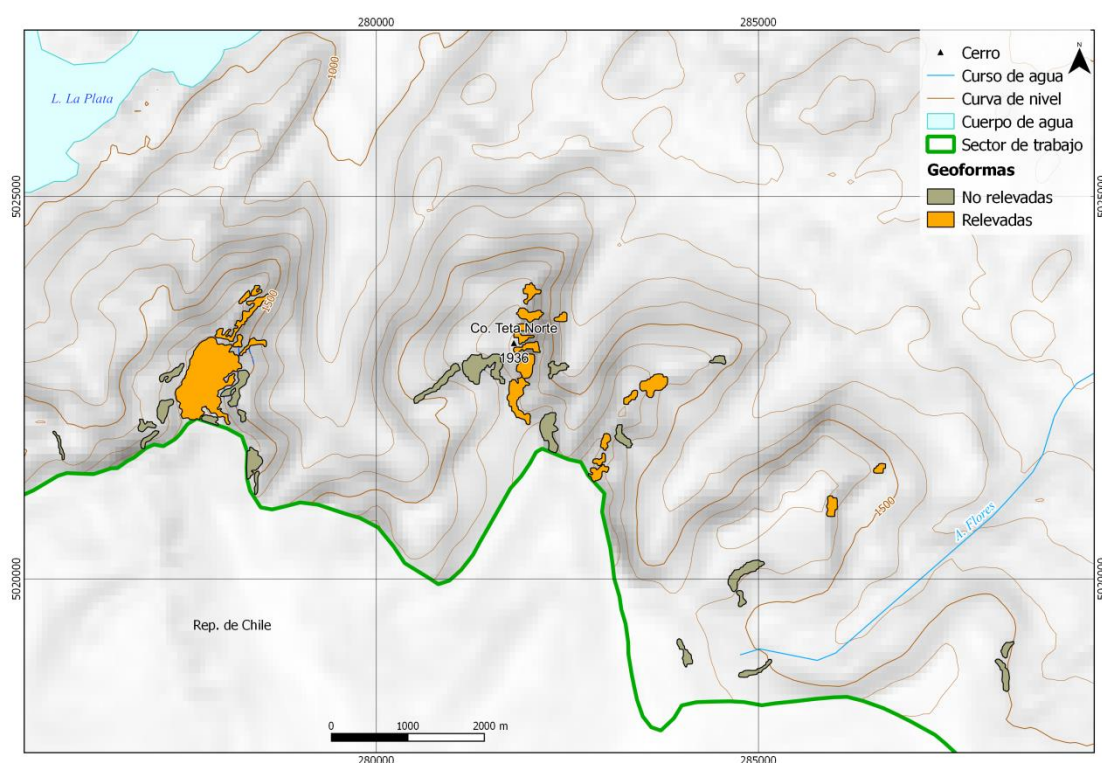 280000
285000
L. La Plata
1000
N
Cerro
Curso de agua
Curva de nivel
Cuerpo de agua
Sector de trabajo
Geoformas
No relevadas
Relevadas
5025000
5025000
1500
Co. Teta Norte
1936
1500
A. Flores
5020000
5020000
Rep. de Chile
0 1000 2000 m
280000
285000